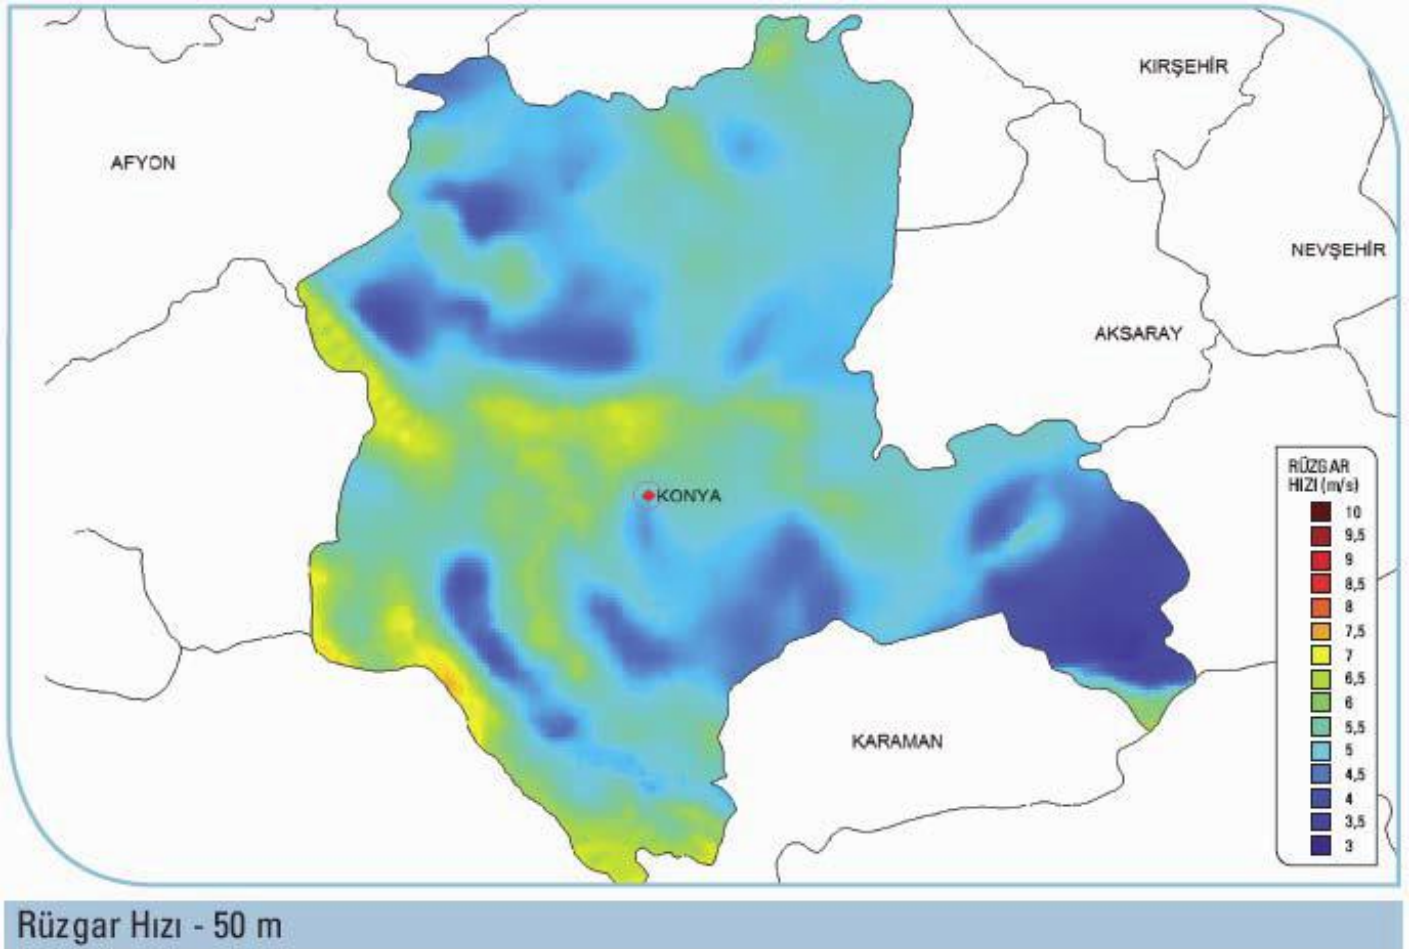 KIRŞEHİR
AFYON
NEVŞEHİR
AKSARAY
KONYA
KARAMAN
RÜZGAR
HIZI (m/s)
10
9,5
9
8,5
8
7,5
7
6,5
6
5,5
5
4,5
4
3,5
3
Rüzgar Hızı - 50 m